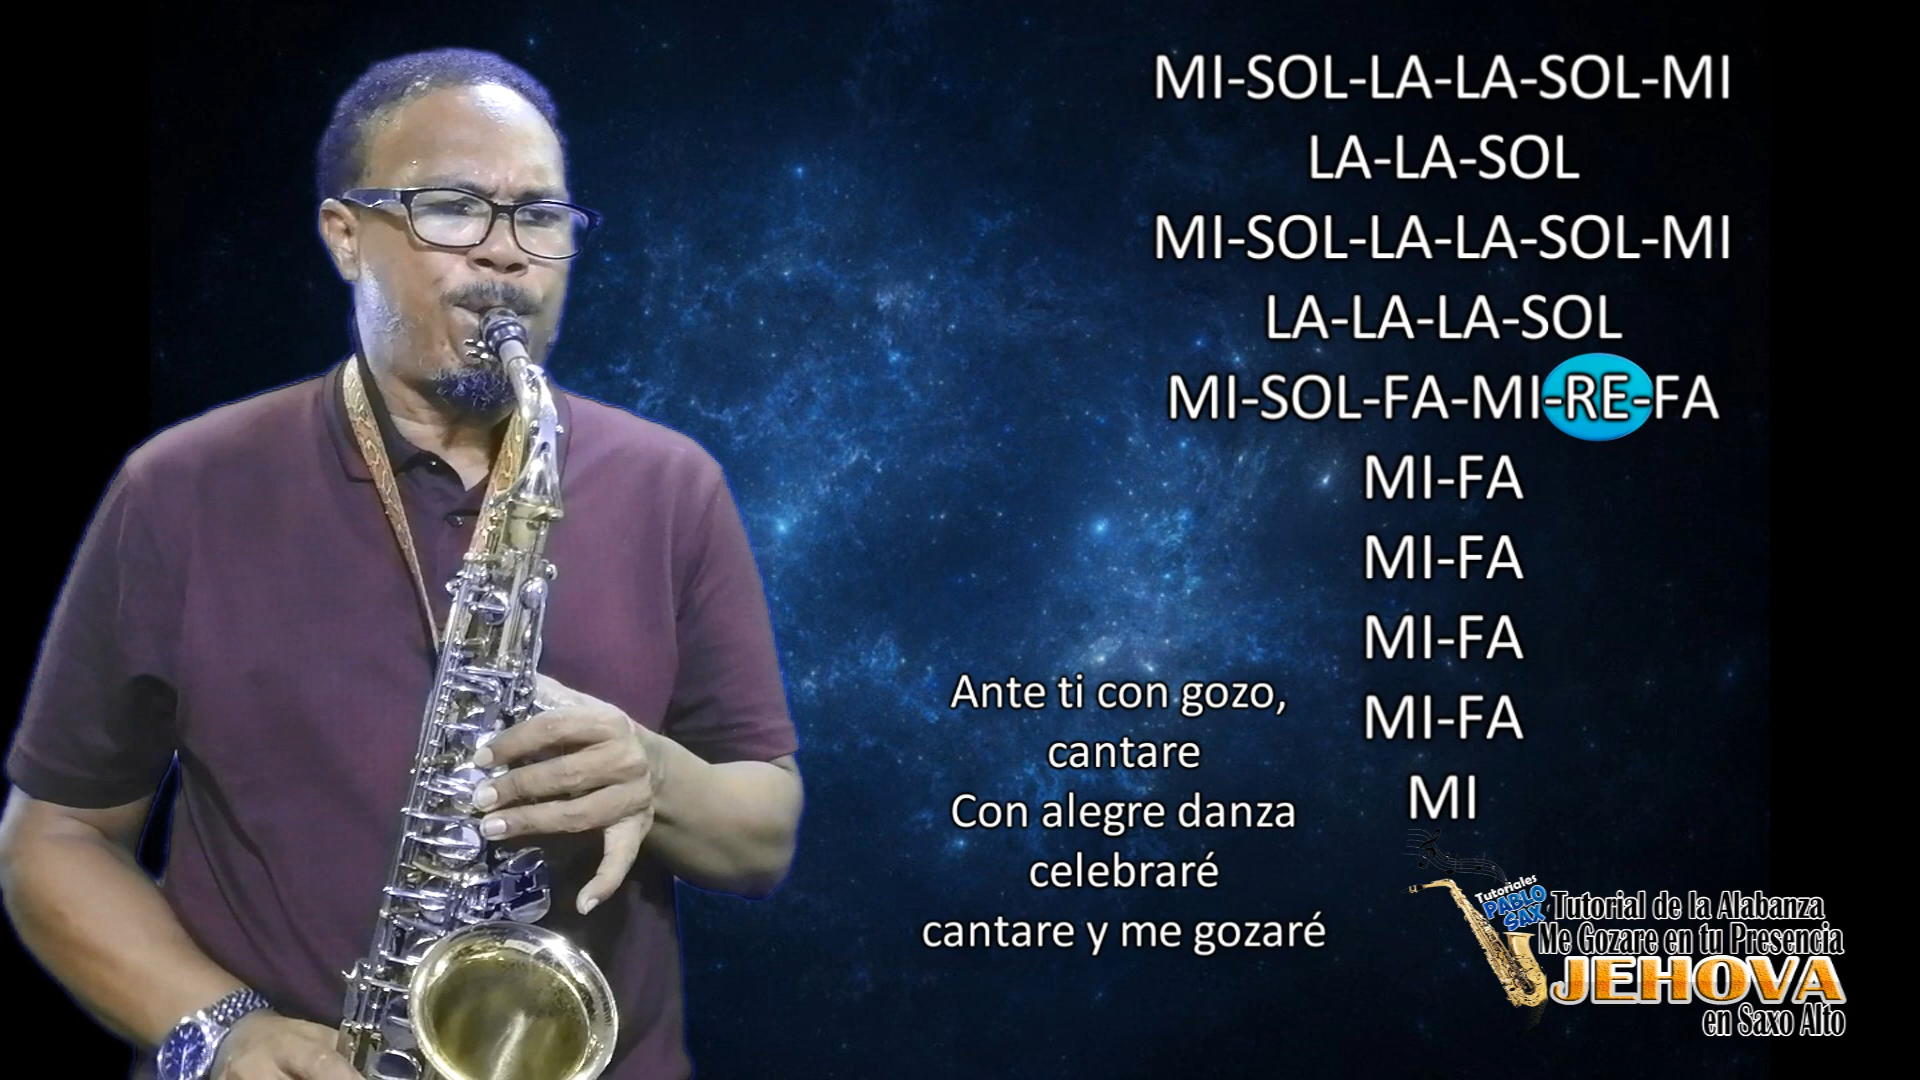 MI-SOL-LA-LA-SOL-MI
LA-LA-SOL
MI-SOL-LA-LA-SOL-MI
LA-LA-LA-SOL
MI-SOL-FA-MI-RE-FA
MI-FA
MI-FA
MI-FA
MI-FA
MI
Ante ti con gozo,
cantare
Con alegre danza
celebraré
cantare y me gozaré
Tutoriales
PABLO
SAX
Tutorial de la Alabanza
Me Gozare en tu Presencia
JEHOVA
en Saxo Alto